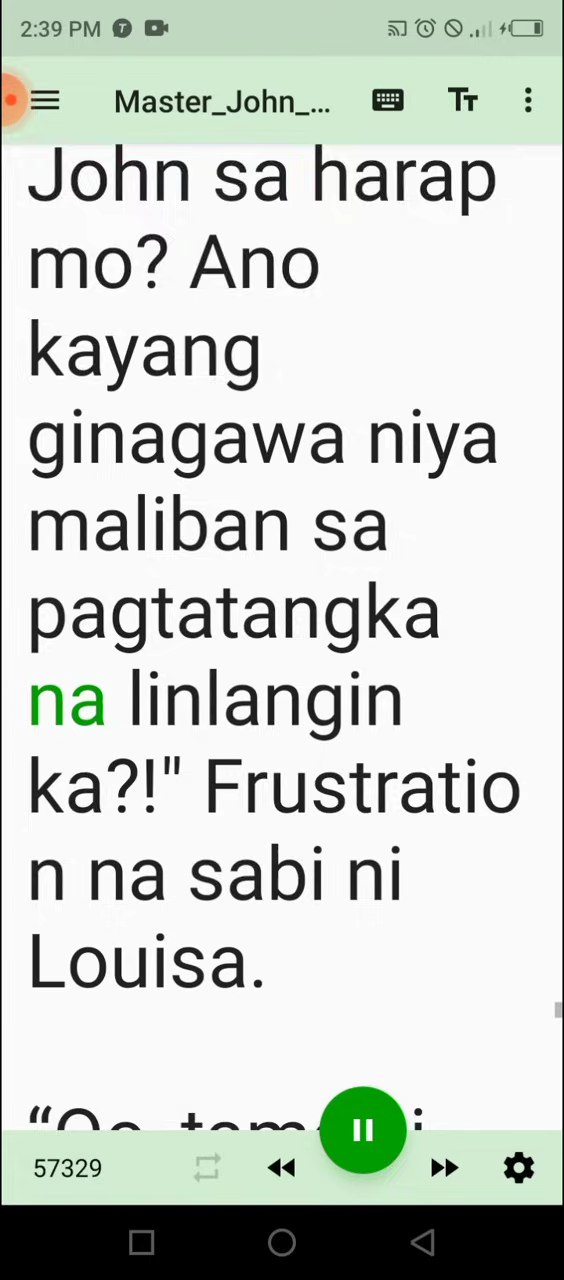 2:39 PM
Master_John_...
John sa harap
mo? Ano
kayang
ginagawa niya
maliban sa
pagtatangka
na linlangin
ka?!" Frustratio
n na sabi ni
Louisa.
57329